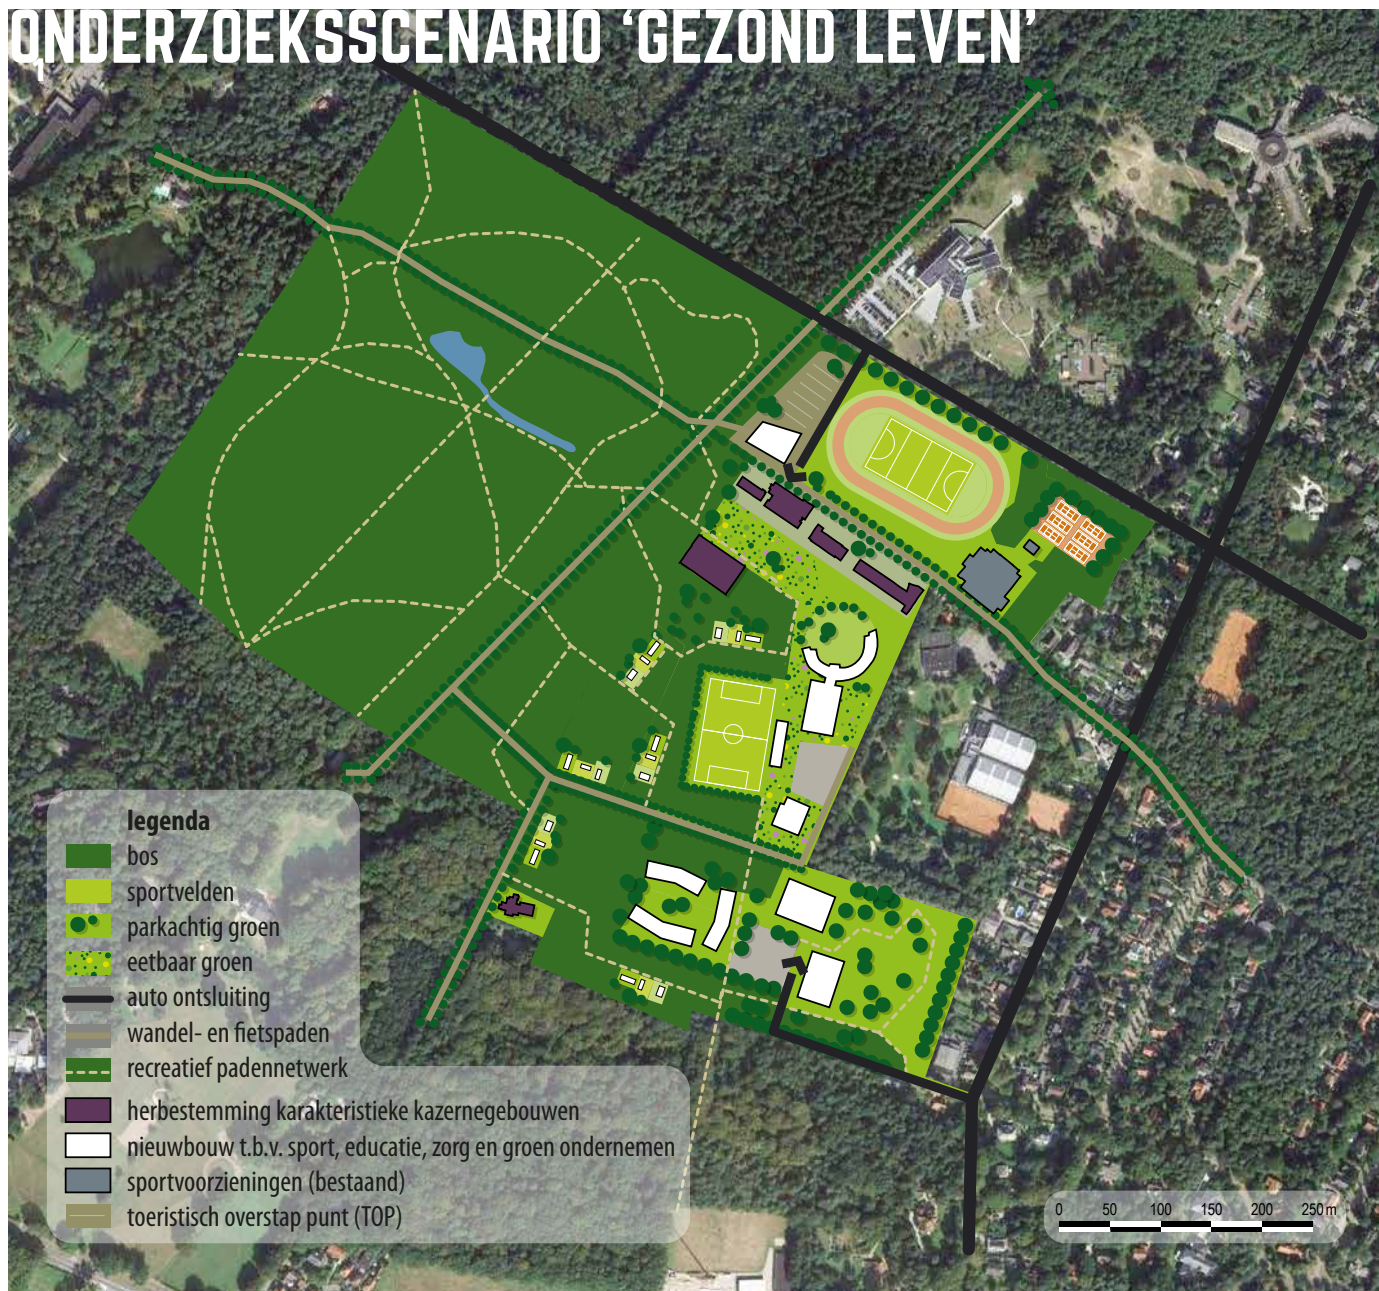 ONDERZOEKSSCENARIO ‘GEZOND LEVEN’
1
legenda
bos
sportvelden
parkachtig groen
eetbaar groen
auto ontsluiting
wandel- en fietspaden
recreatief padennetwerk
herbestemming karakteristieke kazernegebouwen
nieuwbouw t.b.v. sport, educatie, zorg en groen ondernemen
sportvoorzieningen (bestaand)
toeristisch overstap punt (TOP)
0 50 100 150 200 250 m